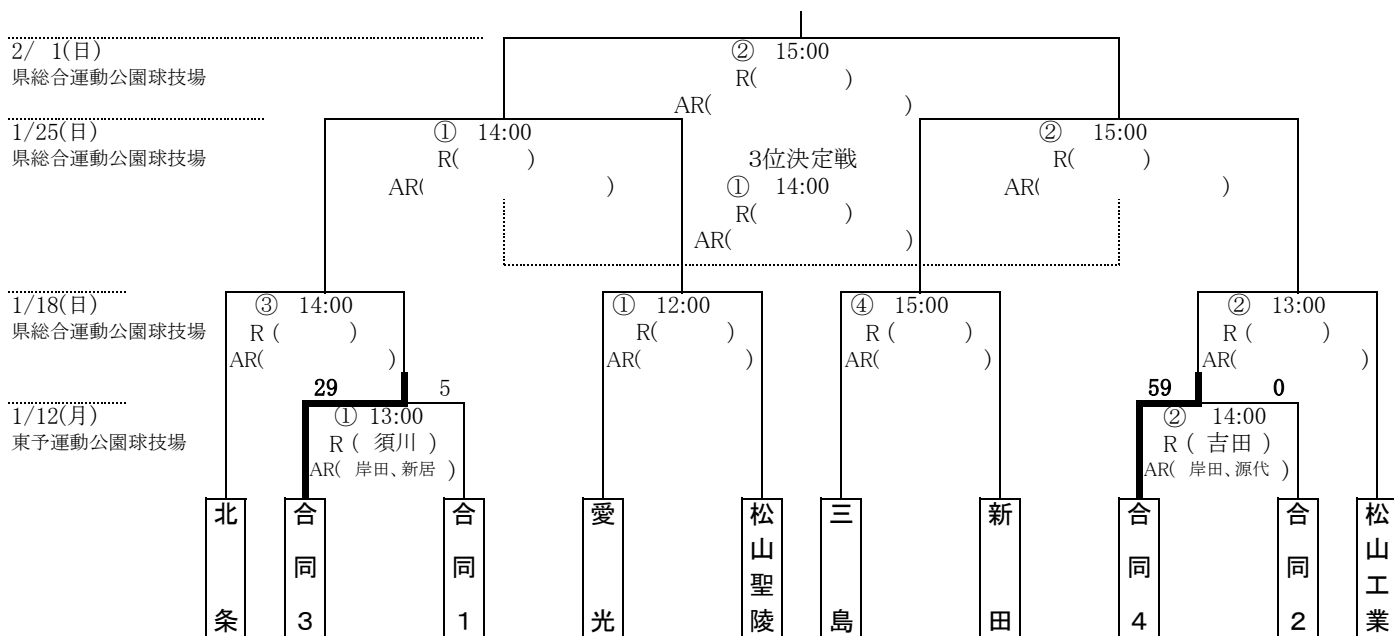 2/ 1(日)
県総合運動公園球技場
② 15:00
R( )
AR( )
1/25(日)
県総合運動公園球技場
① 14:00
R( )
AR( )
3位決定戦
① 14:00
R( )
AR( )
② 15:00
R( )
AR( )
1/18(日)
県総合運動公園球技場
③ 14:00
R ( )
AR( )
① 12:00
R( )
AR( )
④ 15:00
R ( )
AR( )
② 13:00
R ( )
AR( )
29 5
59 0
1/12(月)
東予運動公園球技場
① 13:00
R ( 須川 )
AR( 岸田、新居 )
② 14:00
R ( 吉田 )
AR( 岸田、源代 )
北条
合同3
合同1
愛光
松山聖陵
三島
新田
合同4
合同2
松山工業